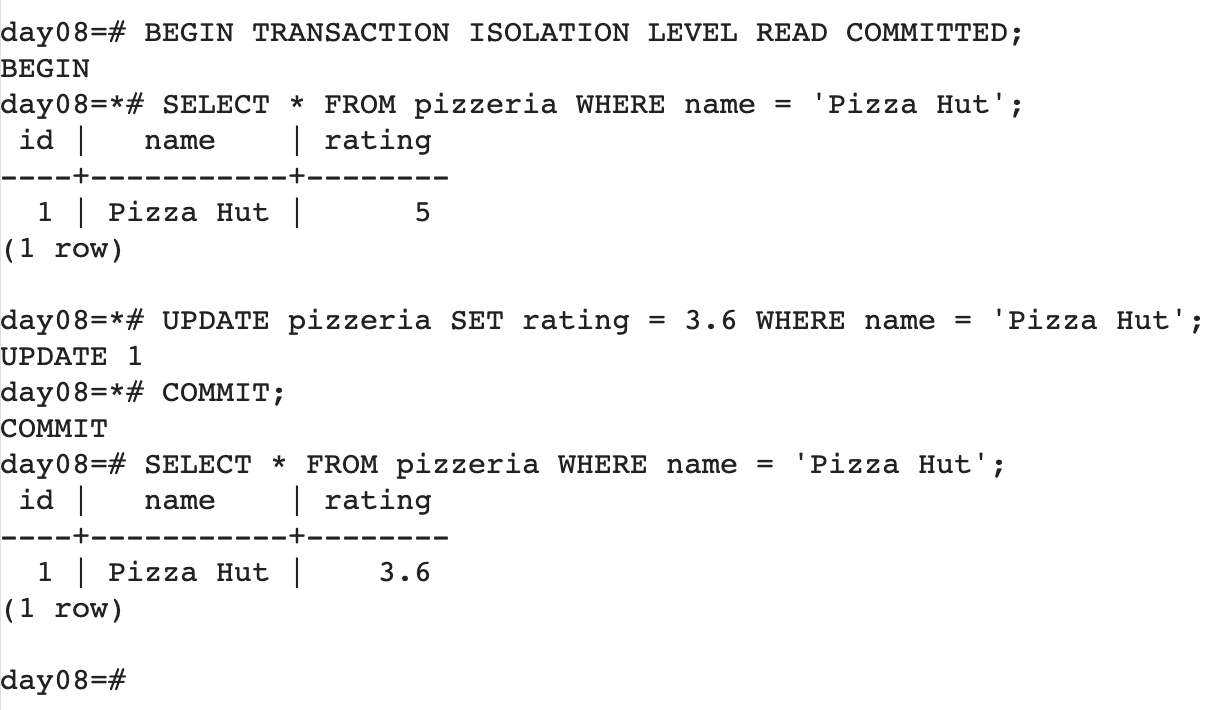 day08=# BEGIN TRANSACTION ISOLATION LEVEL READ COMMITTED;
BEGIN
day08=*# SELECT * FROM pizzeria WHERE name = 'Pizza Hut';
 id |   name    | rating
----+-----------+--------
  1 | Pizza Hut |      5
(1 row)

day08=*# UPDATE pizzeria SET rating = 3.6 WHERE name = 'Pizza Hut';
UPDATE 1
day08=*# COMMIT;
COMMIT
day08=# SELECT * FROM pizzeria WHERE name = 'Pizza Hut';
 id |   name    | rating
----+-----------+--------
  1 | Pizza Hut |    3.6
(1 row)

day08=#